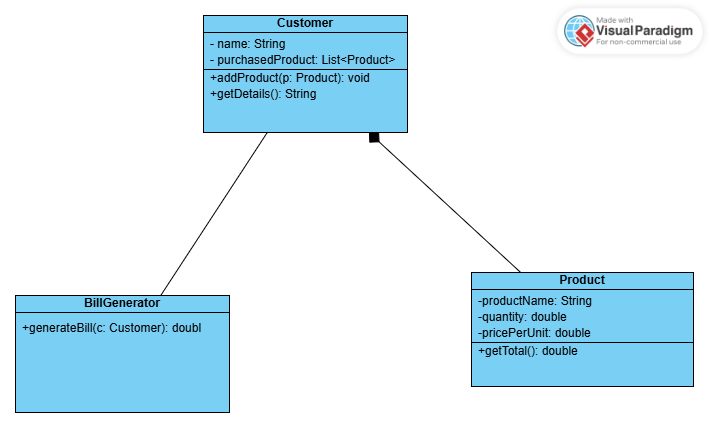 Customer
- name: String
- purchasedProduct: List<Product>
+addProduct(p: Product): void
+getDetails(): String
Made with
Visual Paradigm
For non-commercial use
BillGenerator
+generateBill(c: Customer): doubl
Product
-productName: String
-quantity: double
-pricePerUnit: double
+getTotal(): double